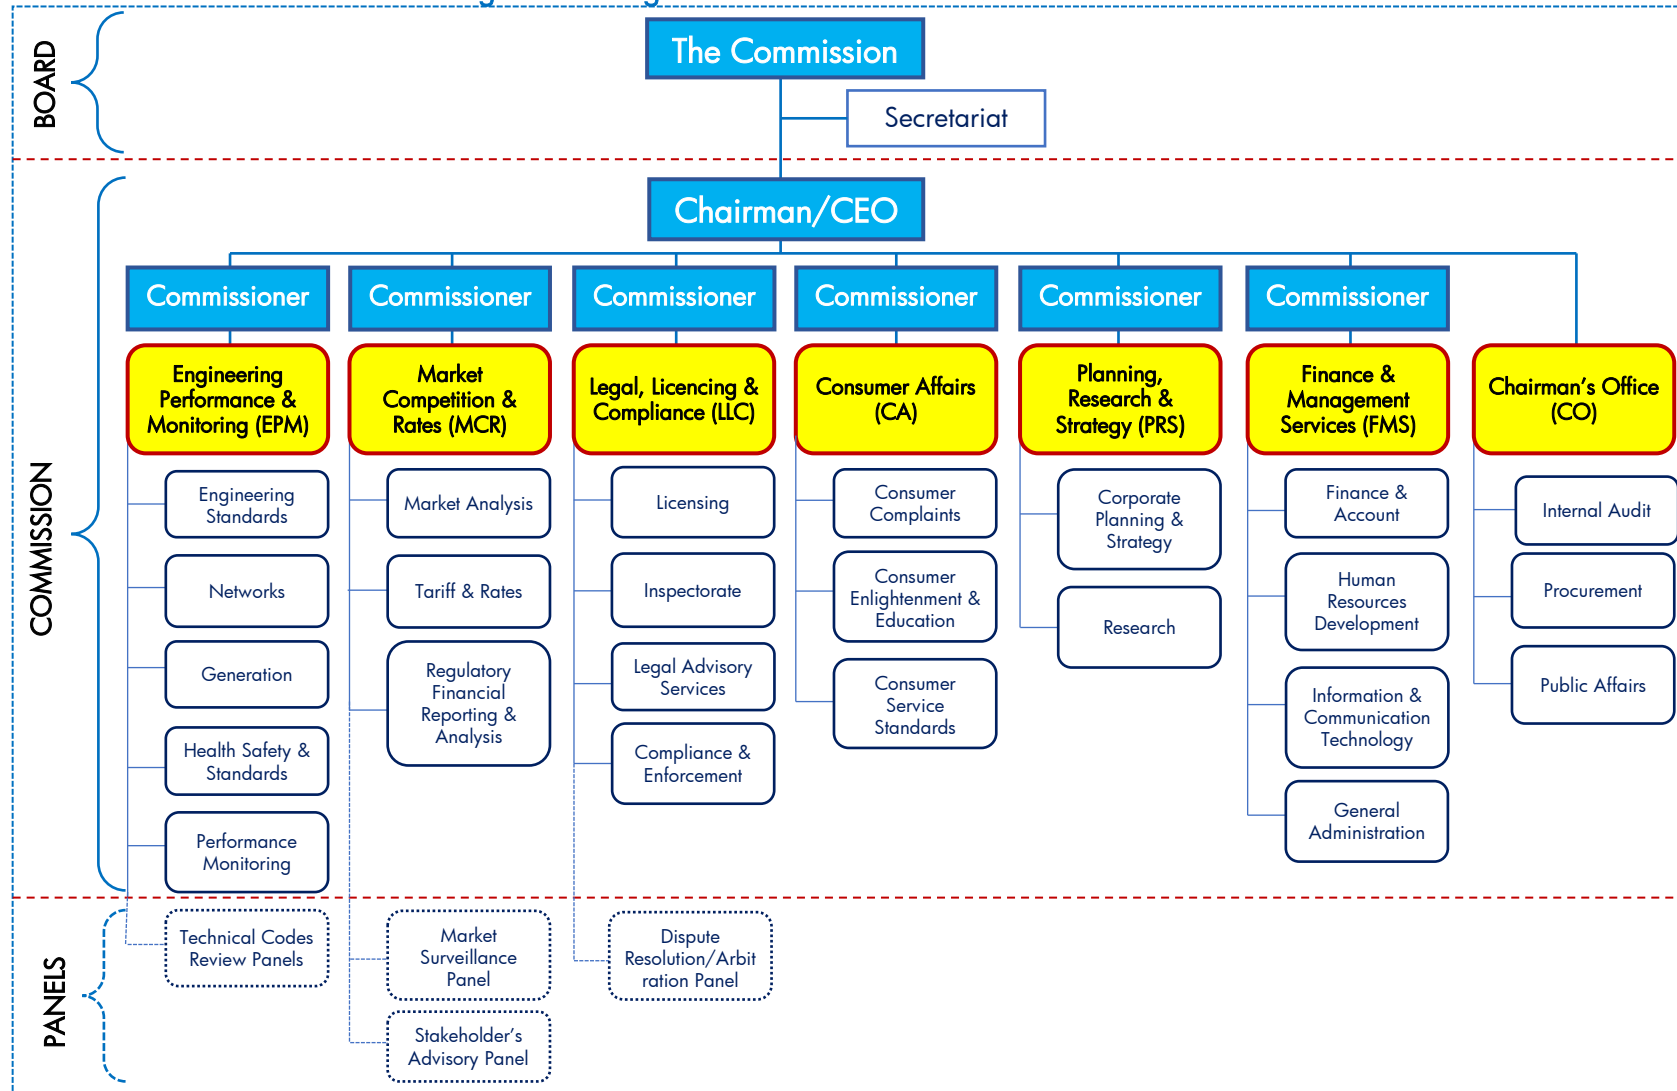 BOARD
The Commission
Secretariat
COMMISSION
Chairman/CEO
Commissioner
Commissioner
Commissioner
Commissioner
Commissioner
Commissioner
Engineering
Performance &
Monitoring (EPM)
Market
Competition &
Rates (MCR)
Legal, Licencing &
Compliance (LLC)
Consumer Affairs
(CA)
Planning,
Research &
Strategy (PRS)
Finance &
Management
Services (FMS)
Chairman's Office
(CO)
Engineering
Standards
Networks
Generation
Health Safety &
Standards
Performance
Monitoring
Market Analysis
Tariff & Rates
Regulatory
Financial
Reporting &
Analysis
Licensing
Inspectorate
Legal Advisory
Services
Compliance &
Enforcement
Consumer
Complaints
Consumer
Enlightenment &
Education
Consumer
Service
Standards
Corporate
Planning &
Strategy
Research
Finance &
Account
Human
Resources
Development
Information &
Communication
Technology
General
Administration
Internal Audit
Procurement
Public Affairs
PANELS
Technical Codes
Review Panels
Market
Surveillance
Panel
Stakeholder's
Advisory Panel
Dispute
Resolution/Arbit
ration Panel